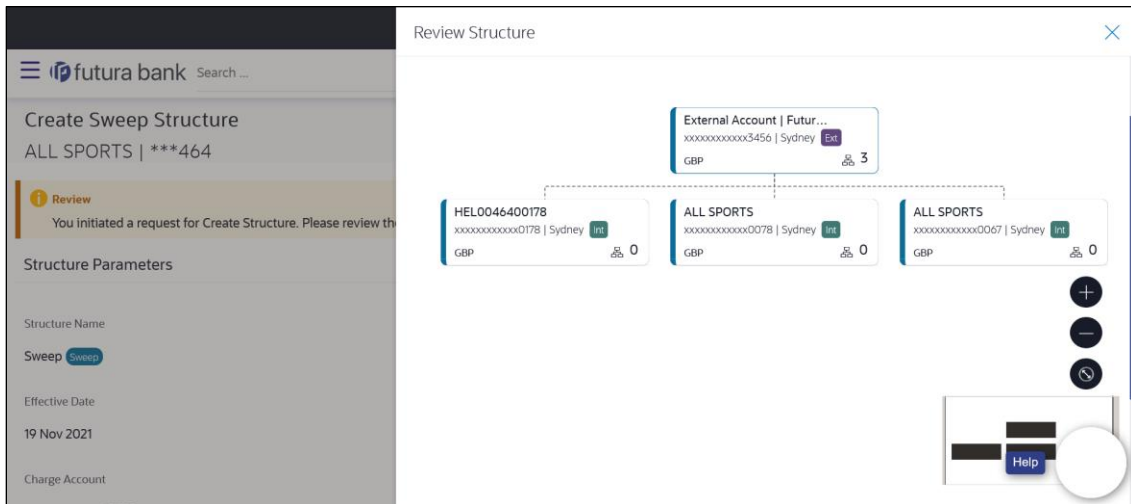 Review Structure
futura bank Search ...
Create Sweep Structure
ALL SPORTS | ***464
Review
You initiated a request for Create Structure. Please review the
Structure Parameters
Structure Name
Sweep Sweep
Effective Date
19 Nov 2021
Charge Account
External Account | Futur...
xxxxxxxxxxxx3456 | Sydney Ext
GBP 3
HEL0046400178
xxxxxxxxxxxx0178 | Sydney Int
GBP 0
ALL SPORTS
xxxxxxxxxxxx0078 | Sydney Int
GBP 0
ALL SPORTS
xxxxxxxxxxxx0067 | Sydney Int
GBP 0
Help